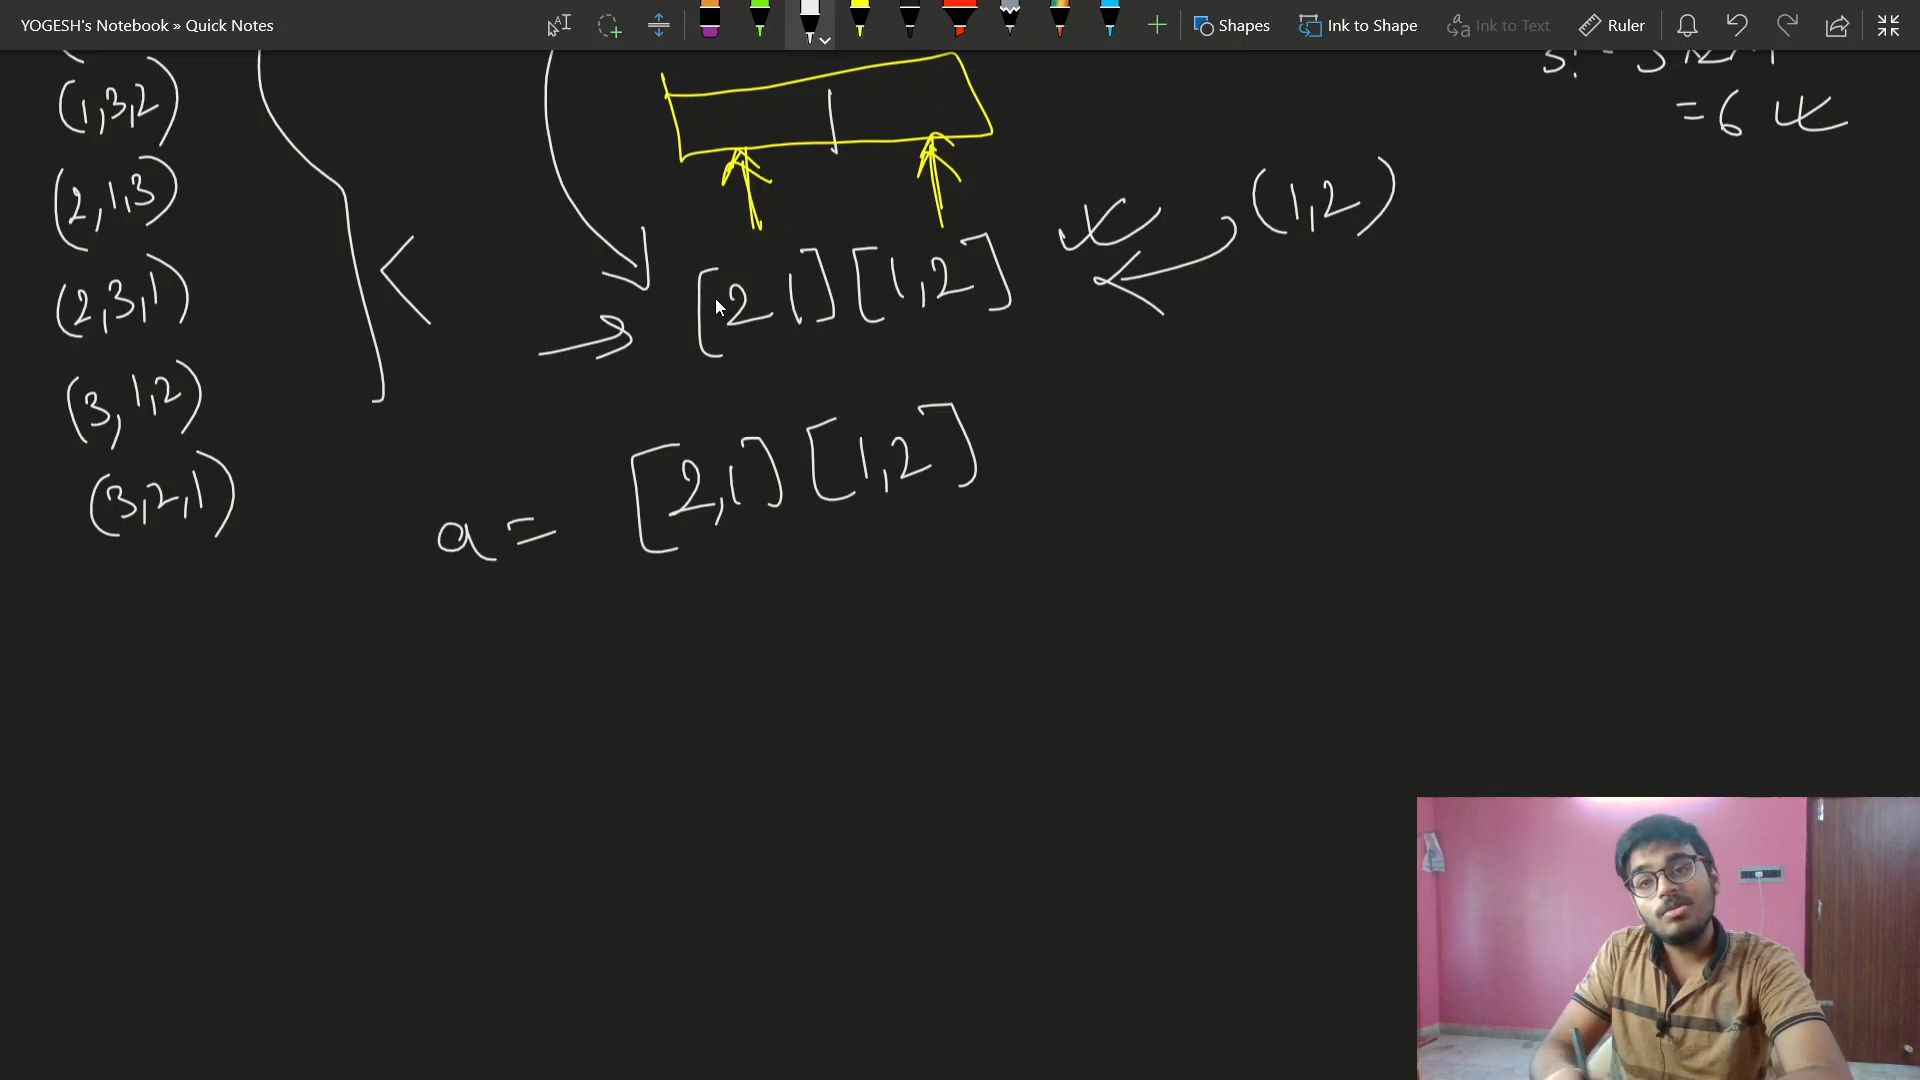 YOGESH's Notebook » Quick Notes
Shapes
Ink to Shape
Ink to Text
Ruler
(1,3,2)
(2,1,3)
(2,3,1)
(3,1,2)
(3,2,1)
= 6
(1,2)
[2 1] [1,2]
a = [2,1] [1,2]